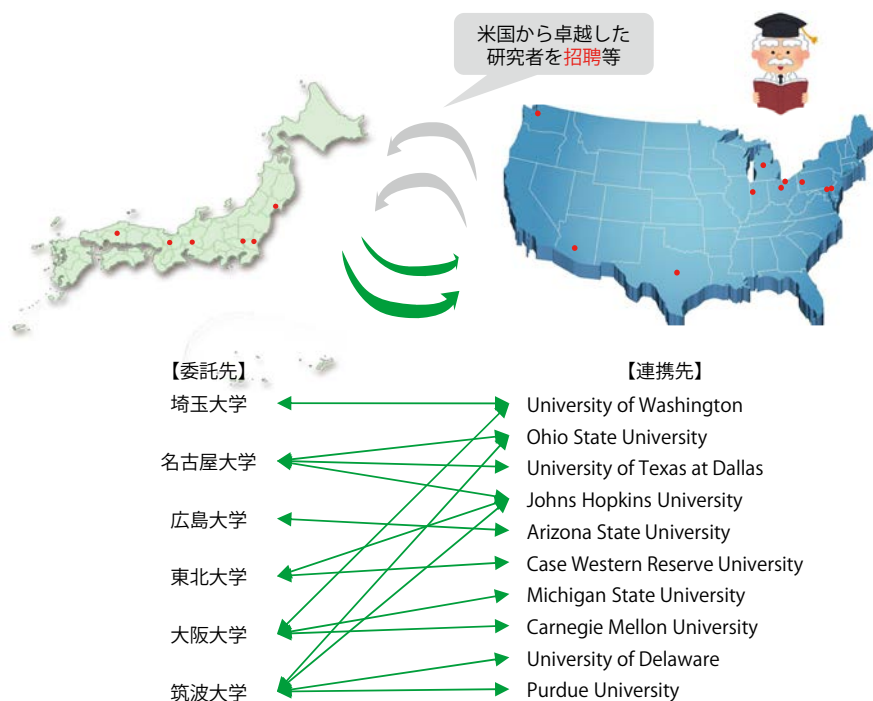 米国から卓越した
研究者を招聘等
【委託先】
埼玉大学
名古屋大学
広島大学
東北大学
大阪大学
筑波大学
【連携先】
University of Washington
Ohio State University
University of Texas at Dallas
Johns Hopkins University
Arizona State University
Case Western Reserve University
Michigan State University
Carnegie Mellon University
University of Delaware
Purdue University